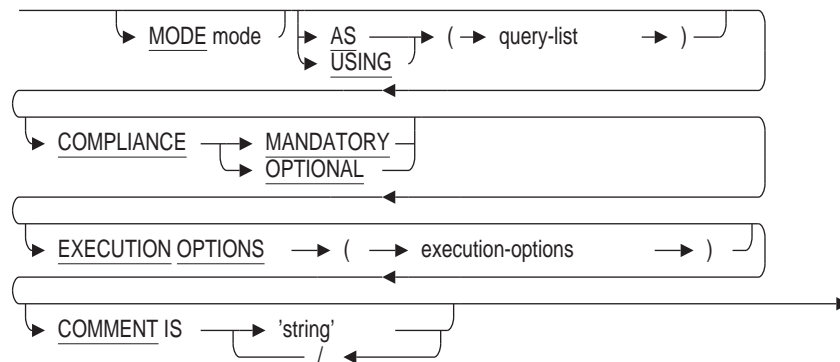 MODE mode AS ( query-list )
USING
COMPLIANCE MANDATORY
OPTIONAL
EXECUTION OPTIONS ( execution-options )
COMMENT IS 'string'
/